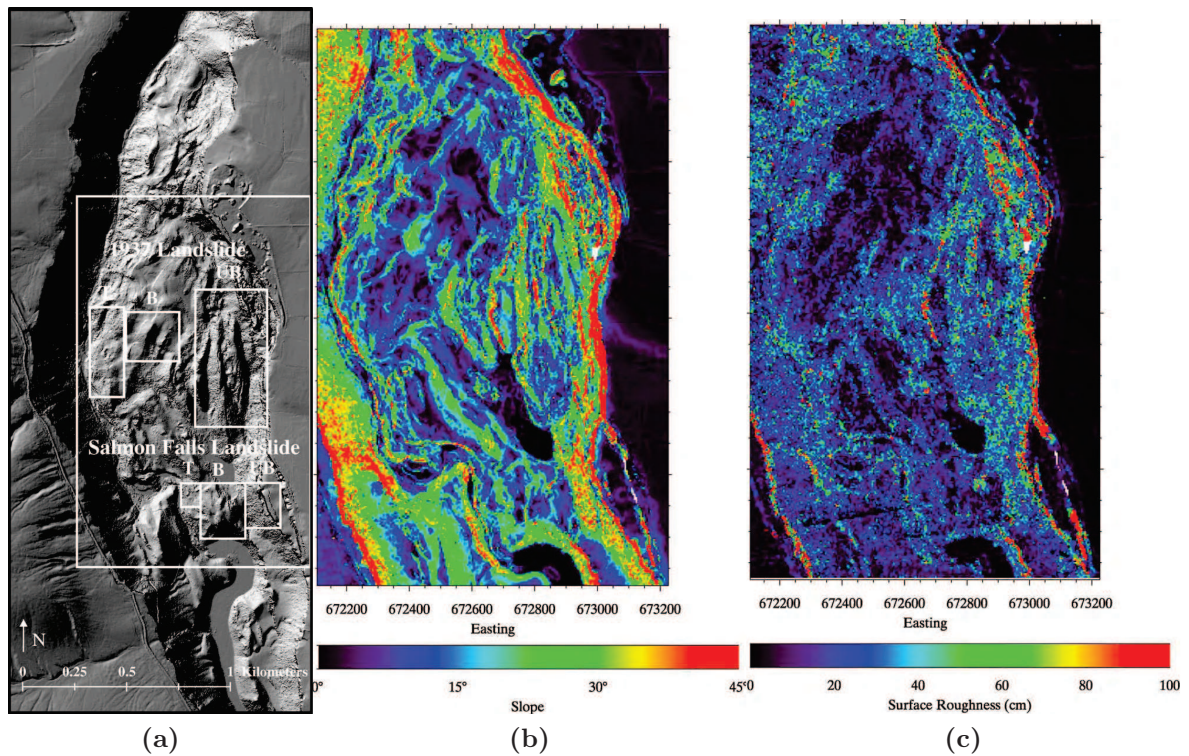 1937 Landslide
UB
T
B
Salmon Falls Landslide
T
B
UB
N
0
0.25
0.5
1 Kilometers
672200
672400
672600
672800
673000
673200
Easting
0°
15°
30°
45°
Slope
672200
672400
672600
672800
673000
673200
Easting
0
20
40
60
80
100
Surface Roughness (cm)
(a)
(b)
(c)